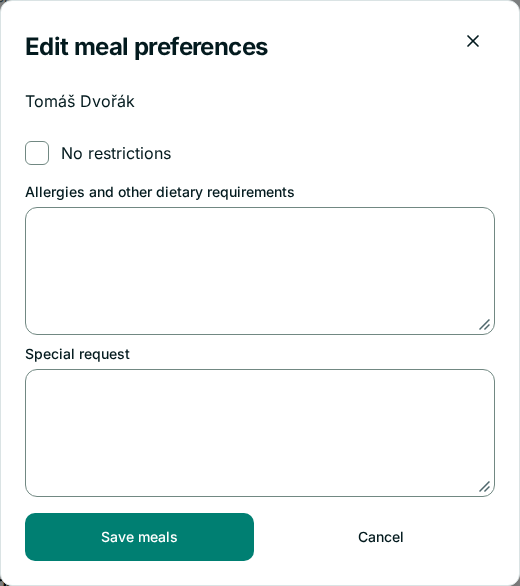 Edit meal preferences
Tomáš Dvořák
No restrictions
Allergies and other dietary requirements
Special request
Save meals
Cancel